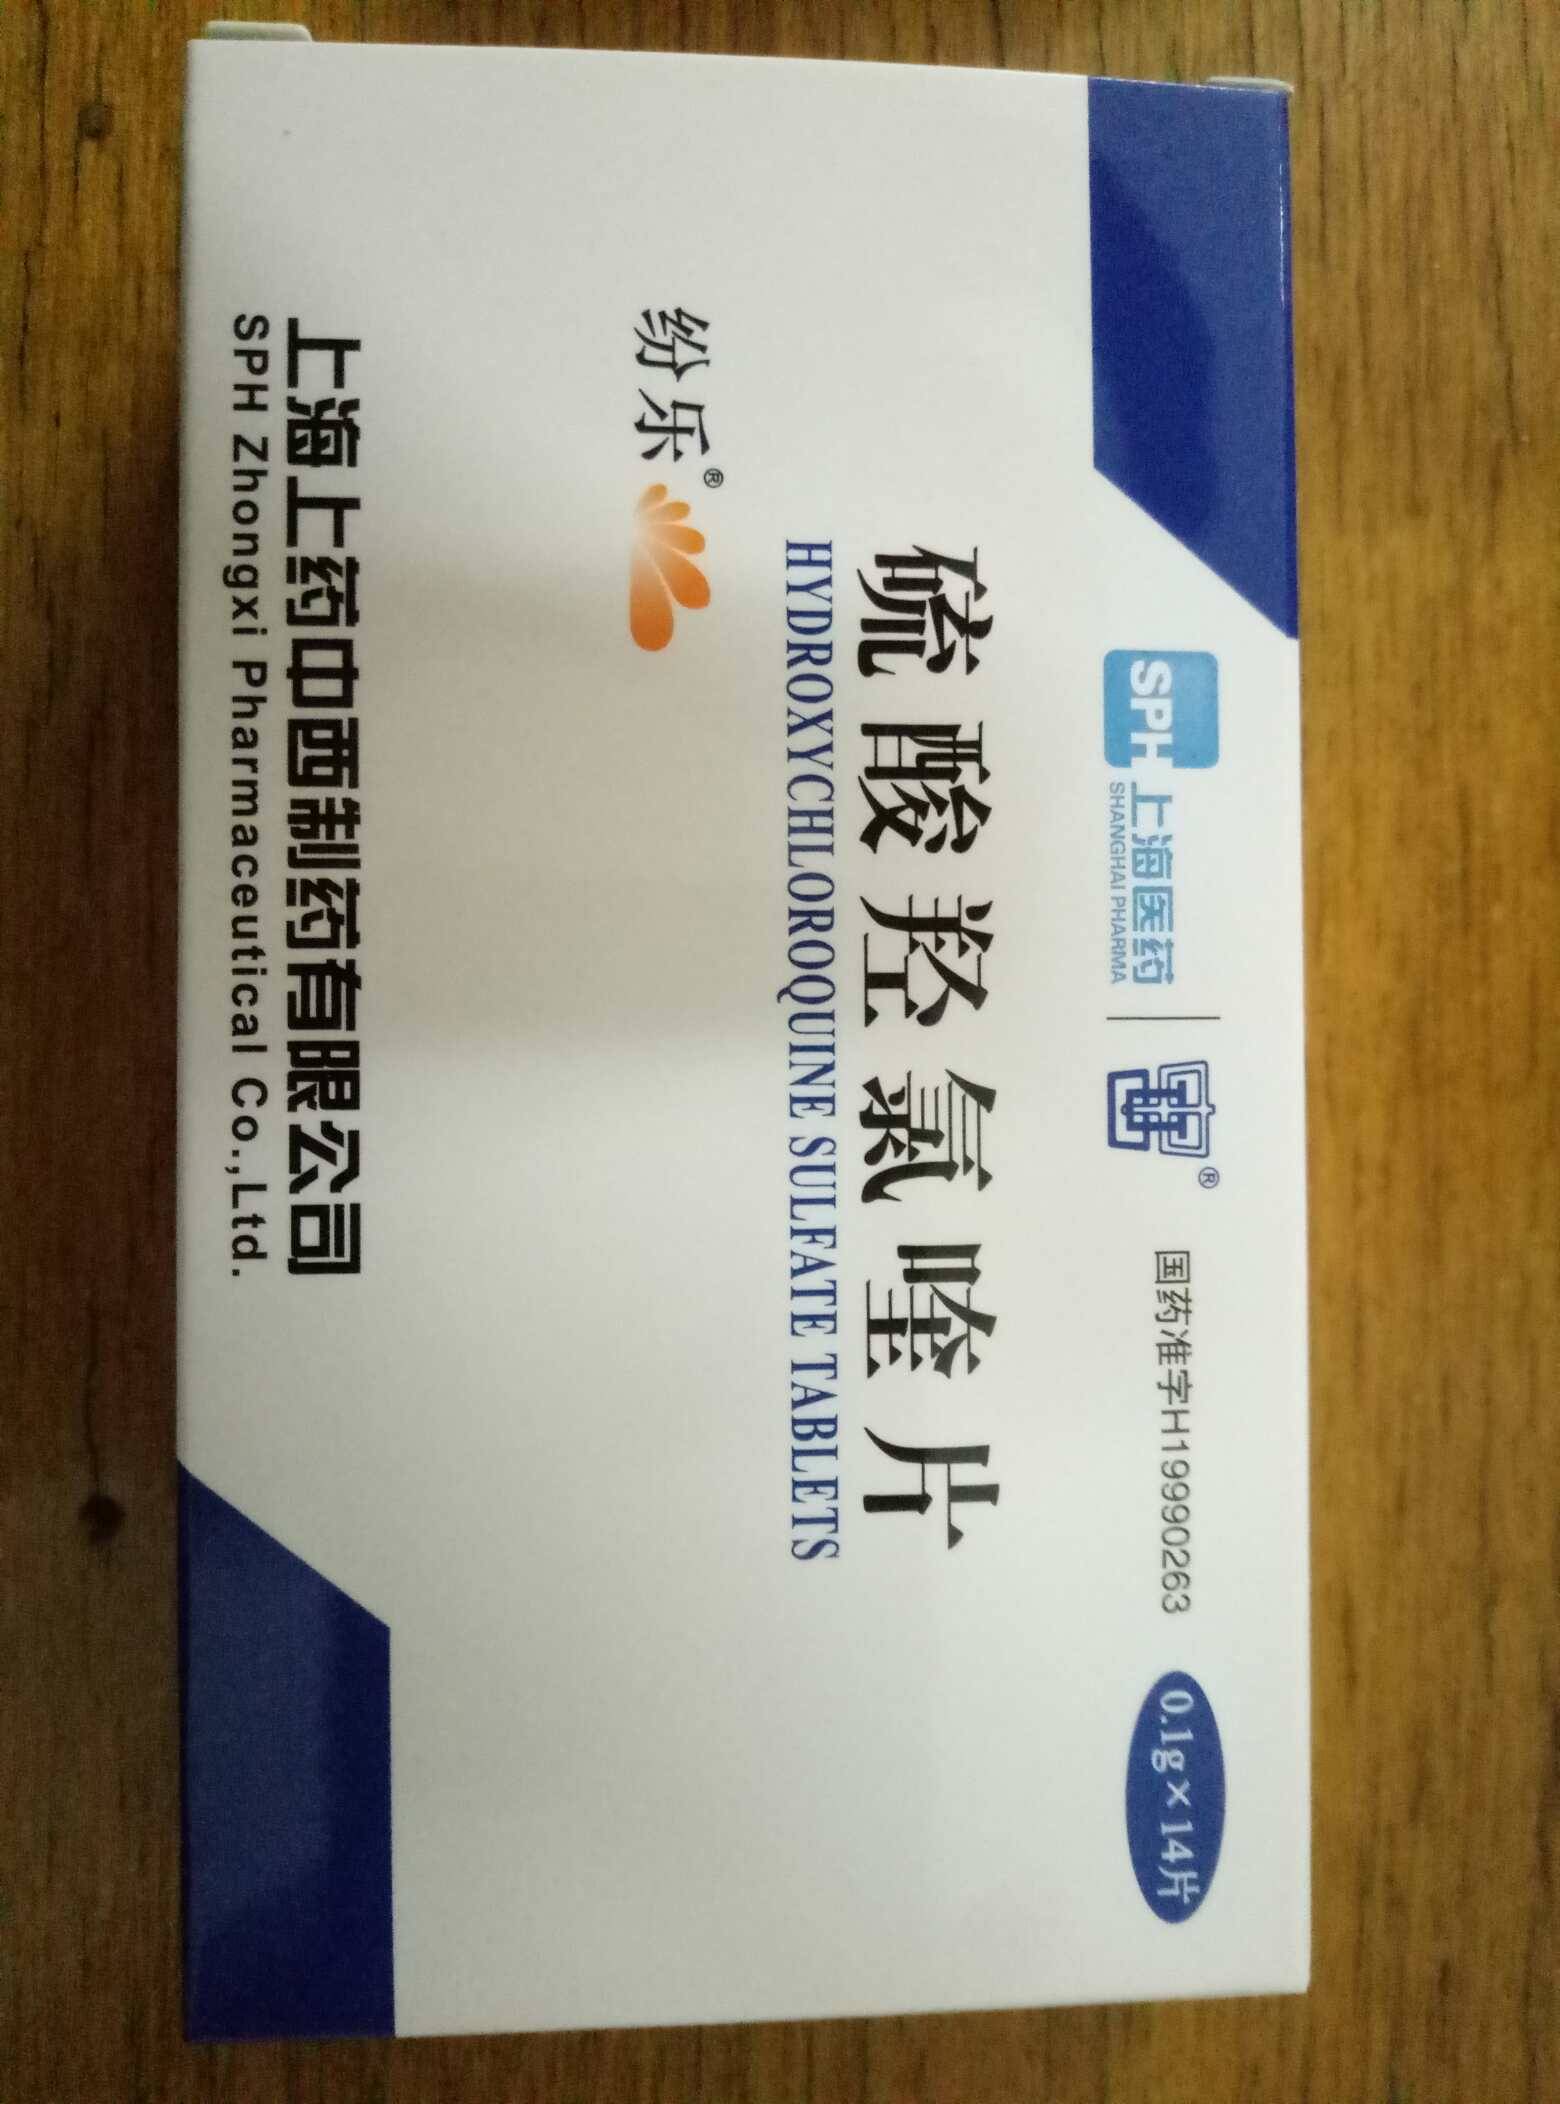 SPH 上海医药
SHANGHAI PHARMA
®
国药准字H19990263
0.1g×14片
硫酸羟氯喹片
HYDROXYCHLOROQUINE SULFATE TABLETS
纷乐®
上海上药中西制药有限公司
SPH Zhongxi Pharmaceutical Co.,Ltd.